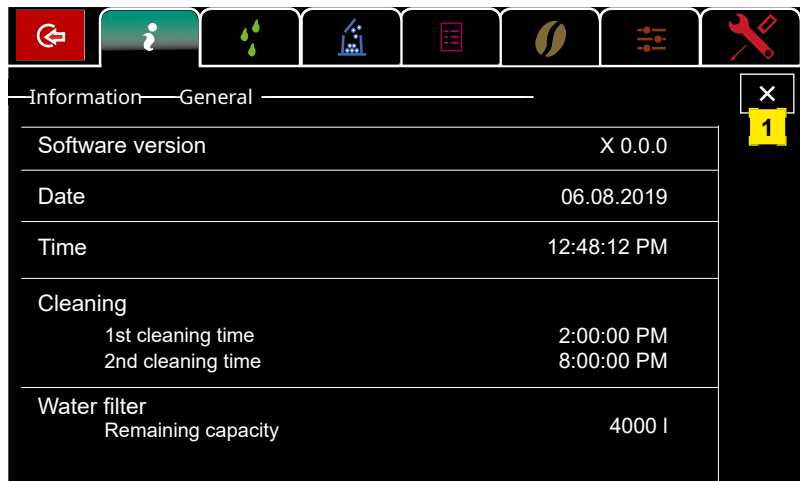 Information General
1
Software version X 0.0.0
Date 06.08.2019
Time 12:48:12 PM
Cleaning
1st cleaning time 2:00:00 PM
2nd cleaning time 8:00:00 PM
Water filter
Remaining capacity 4000 l